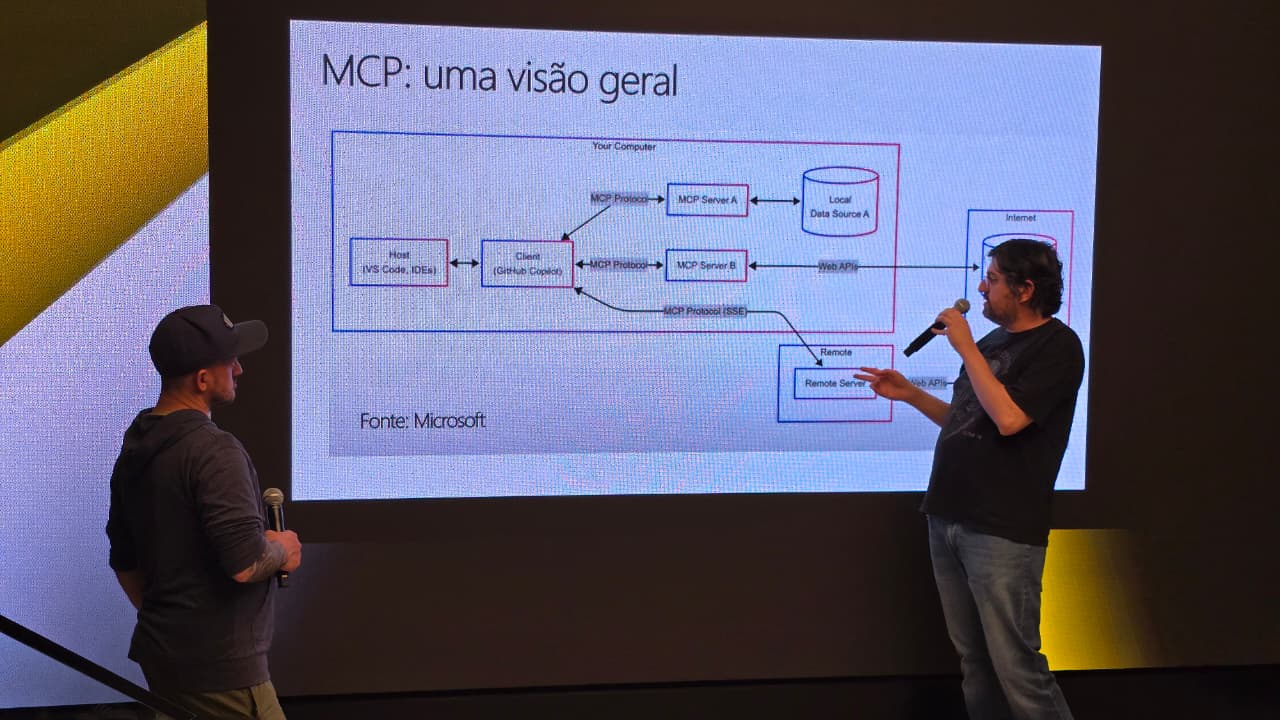 MCP: uma visão geral
Your Computer
MCP Protocol
MCP Server A
Local
Data Source A
Internet
Host
(VS Code, IDEs)
Client
(GitHub Copilot)
MCP Protocol
MCP Server B
Web APIs
MCP Protocol (SSE)
Remote
Remote Server
Web APIs
Fonte: Microsoft